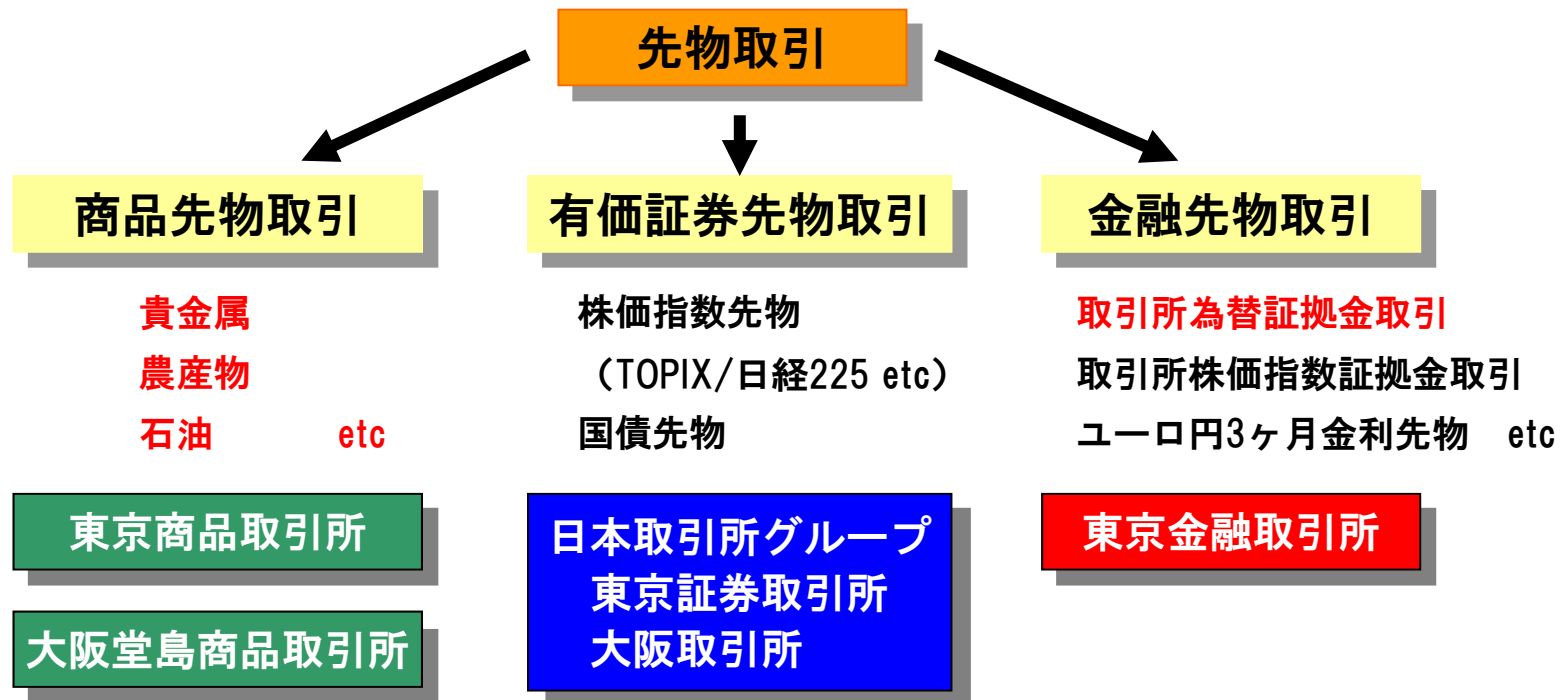 先物取引
商品先物取引
貴金属
農産物
石油 etc
東京商品取引所
大阪堂島商品取引所
有価証券先物取引
株価指数先物
（TOPIX/日経225 etc）
国債先物
日本取引所グループ
東京証券取引所
大阪取引所
金融先物取引
取引所為替証拠金取引
取引所株価指数証拠金取引
ユーロ円3ヶ月金利先物 etc
東京金融取引所